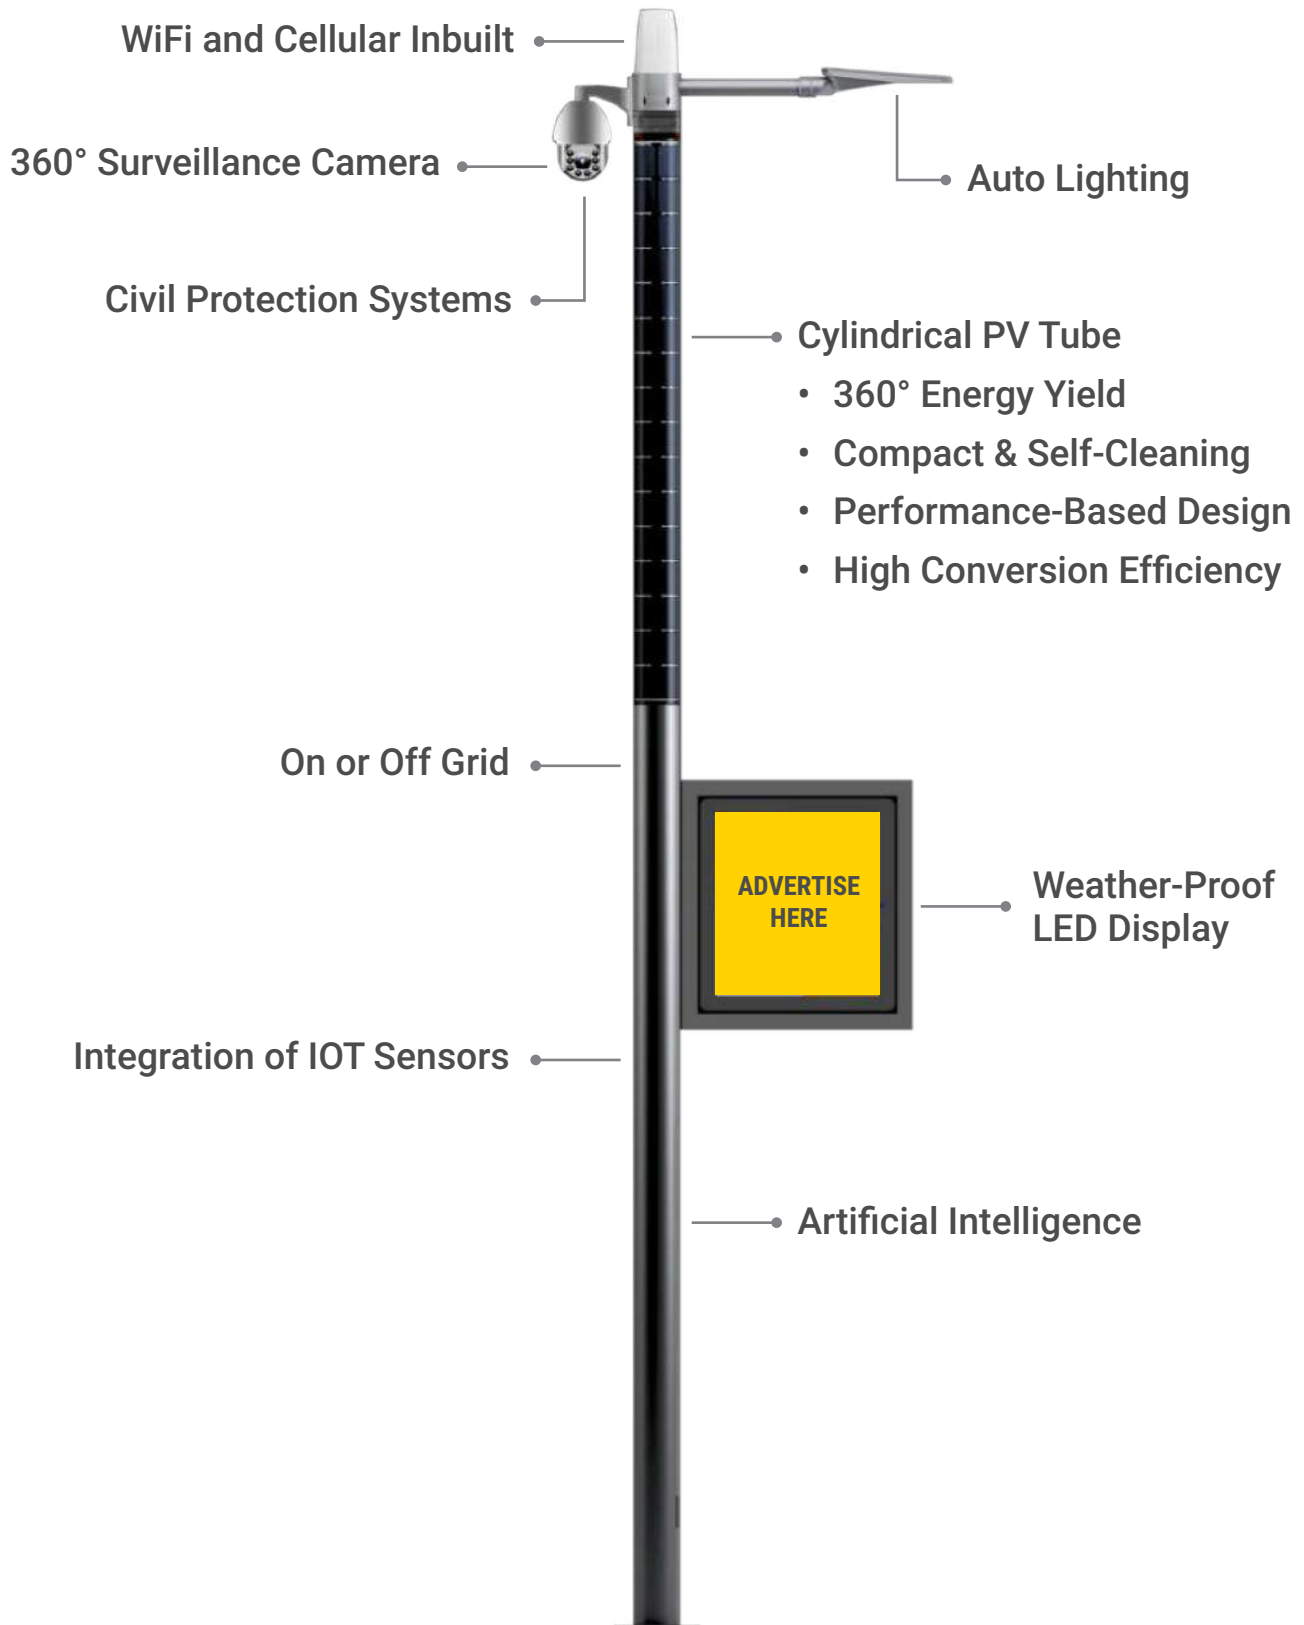 WiFi and Cellular Inbuilt
360° Surveillance Camera
Auto Lighting
Civil Protection Systems
Cylindrical PV Tube
• 360° Energy Yield
• Compact & Self-Cleaning
• Performance-Based Design
• High Conversion Efficiency
On or Off Grid
ADVERTISE
HERE
Weather-Proof
LED Display
Integration of IOT Sensors
Artificial Intelligence